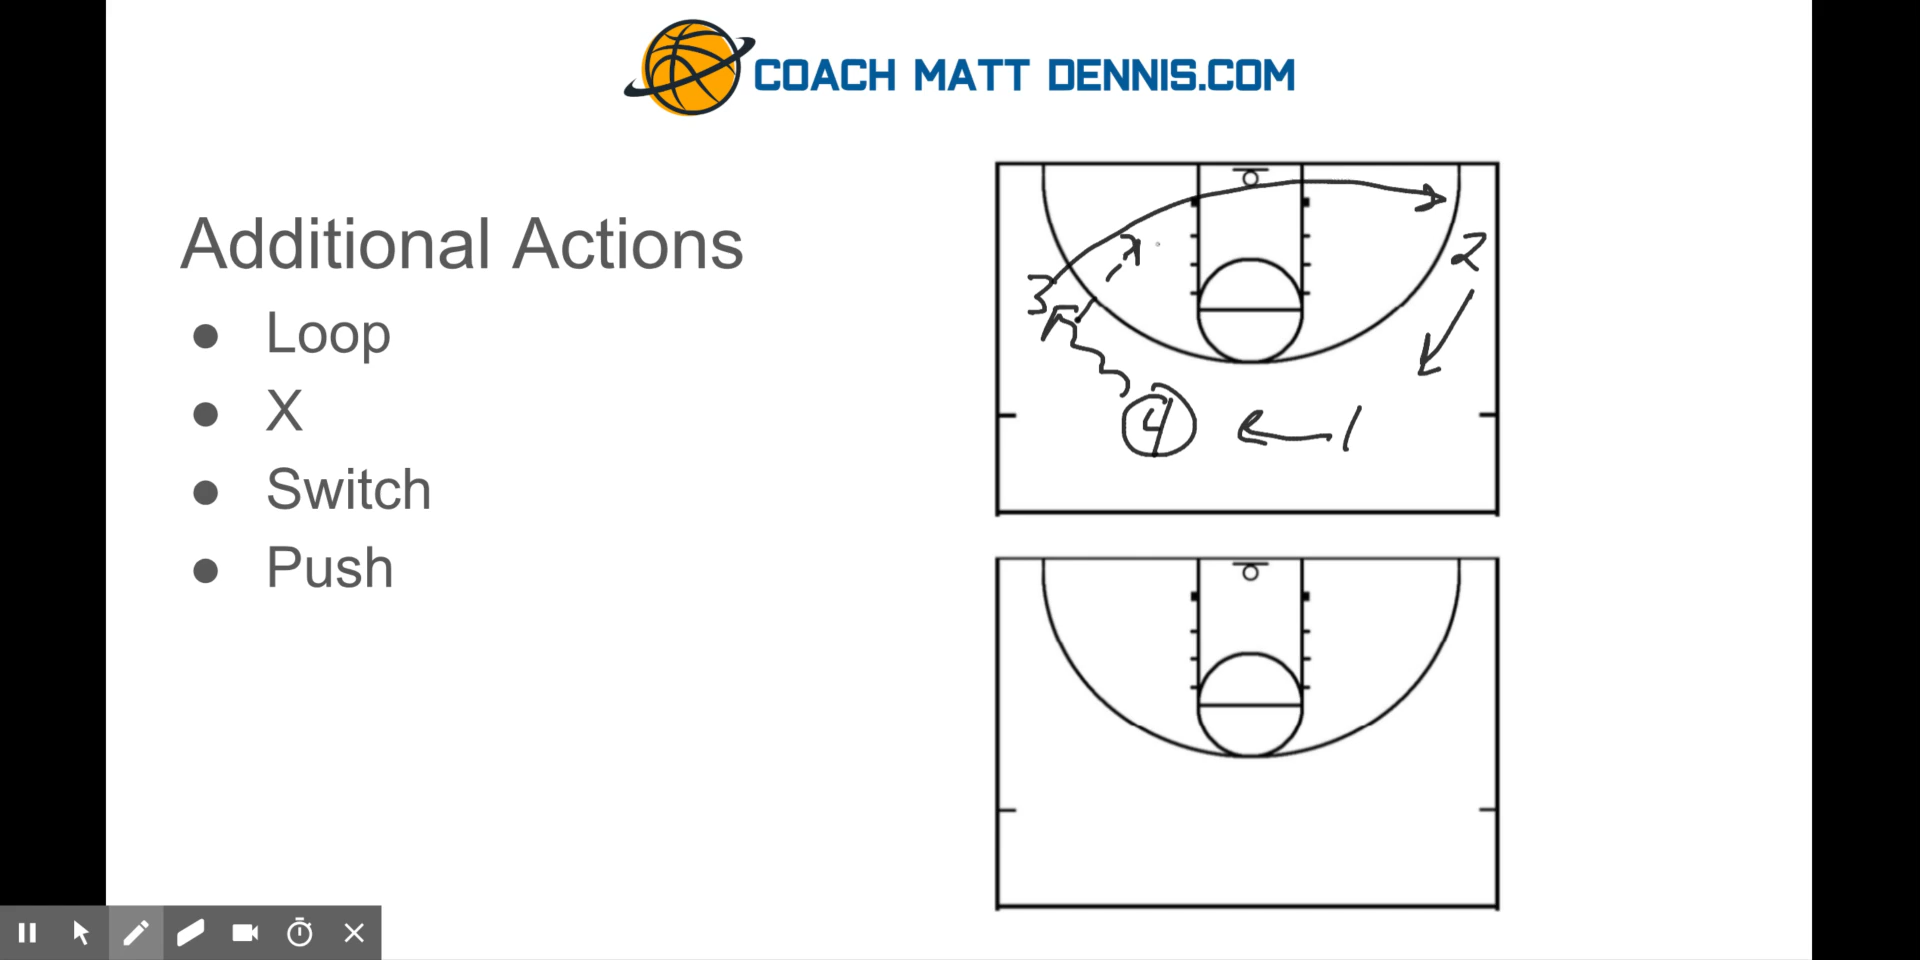 COACH MATT DENNIS.COM
Additional Actions
● Loop
● X
● Switch
● Push
2
3
4
1